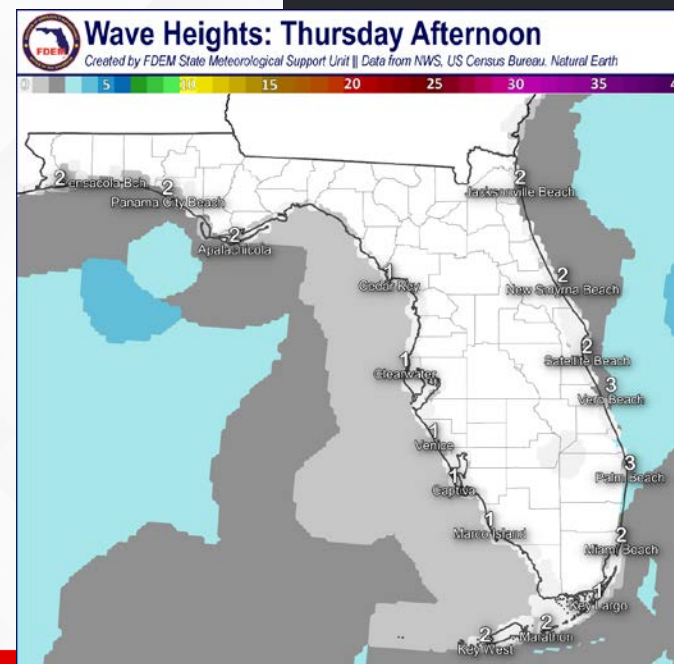 Wave Heights: Thursday Afternoon
FDEM
Created by FDEM State Meteorological Support Unit || Data from NWS, US Census Bureau. Natural Earth
0 5 10 15 20 25 30 35
2 Pensacola Bch
2
Panama City Beach
2
Apalachicola
2
Jacksonville Beach
1
Cedar Key
2
New Smyrna Beach
2
Satellite Beach
1
Clearwater
3
Vero Beach
1
Venice
3
Palm Beach
1
Captiva
1
Marco Island
2
Miami Beach
1
Key Largo
2
Marathon
2
Key West